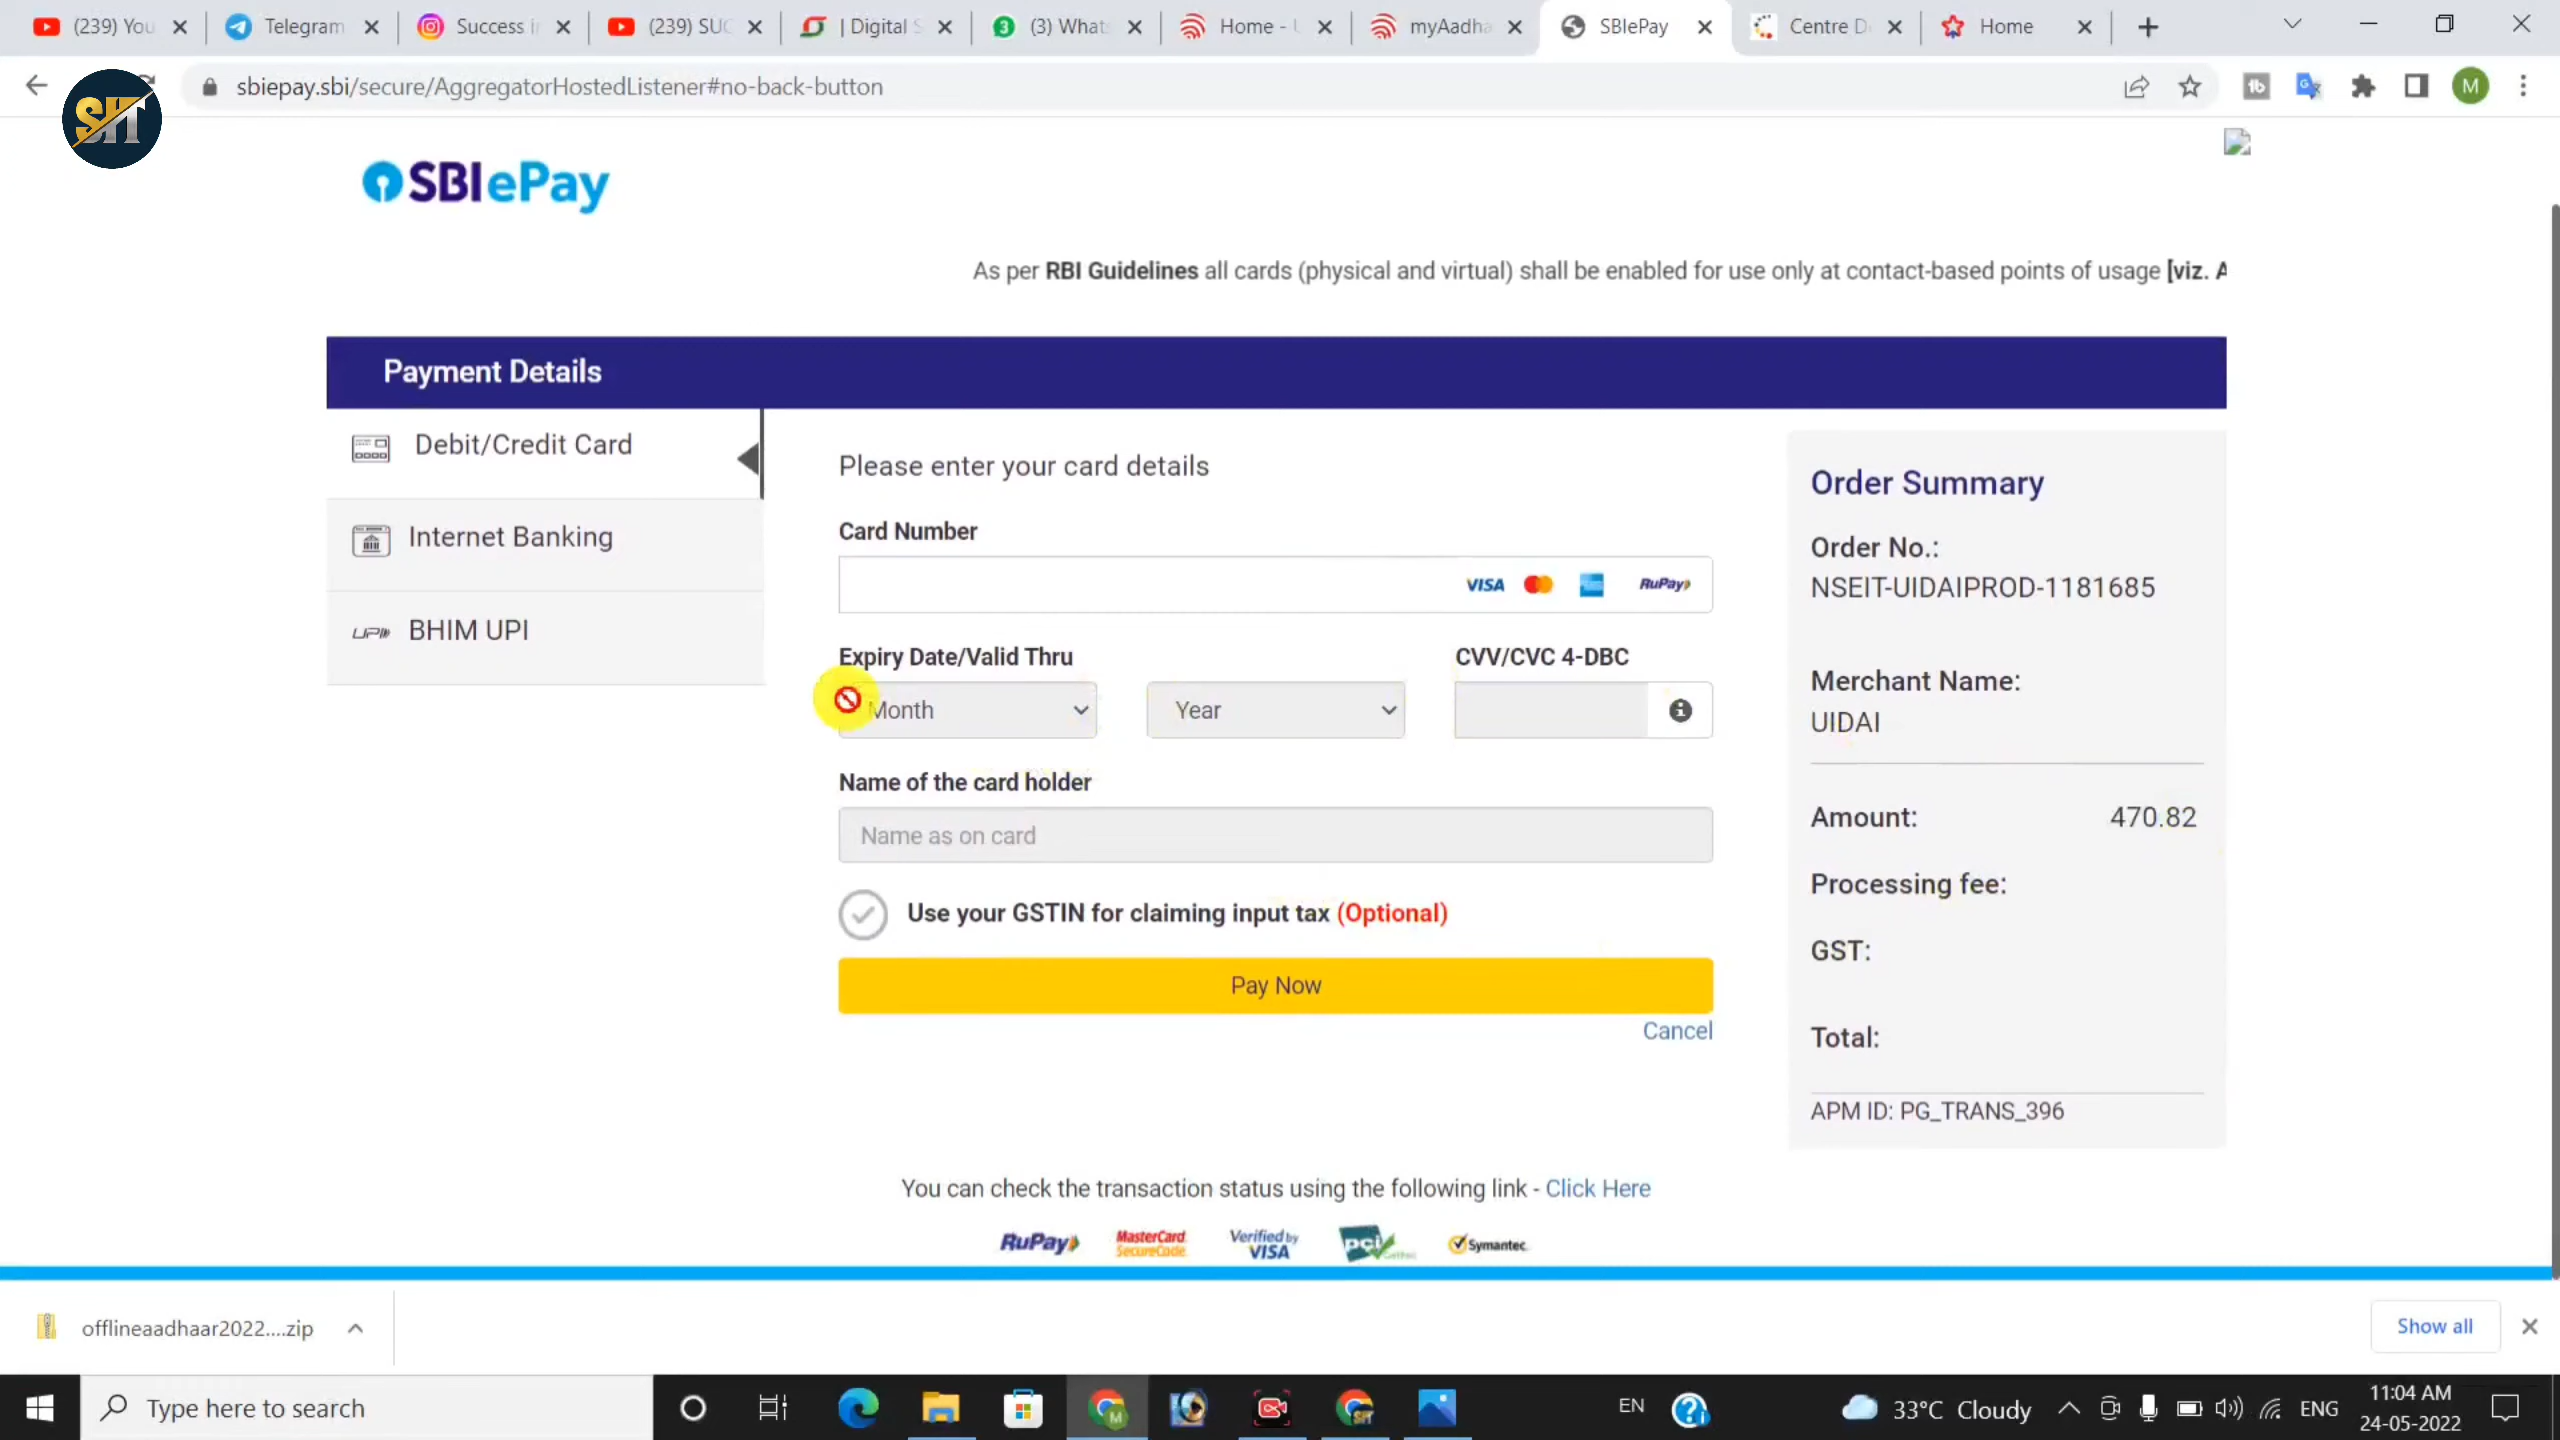 (239) You
Telegram
Success i
(239) SUC
| Digital S
3
(3) What
Home - U
myAadha
SBIePay
Centre D
Home
sbiepay.sbi/secure/AggregatorHostedListener#no-back-button
M
SIT
SBIePay
As per RBI Guidelines all cards (physical and virtual) shall be enabled for use only at contact-based points of usage [viz. A
Payment Details
Debit/Credit Card
Internet Banking
UPI BHIM UPI
Please enter your card details
Card Number
VISA RuPay
Expiry Date/Valid Thru
CVV/CVC 4-DBC
Month
Year
Name of the card holder
Name as on card
Use your GSTIN for claiming input tax (Optional)
Pay Now
Cancel
Order Summary
Order No.:
NSEIT-UIDAIPROD-1181685
Merchant Name:
UIDAI
Amount: 470.82
Processing fee:
GST:
Total:
APM ID: PG_TRANS_396
You can check the transaction status using the following link - Click Here
RuPay
MasterCard
SecureCode
Verified by
VISA
pci
Symantec
offlineaadhaar2022....zip
Show all
Type here to search
EN
33°C Cloudy
ENG
11:04 AM
24-05-2022